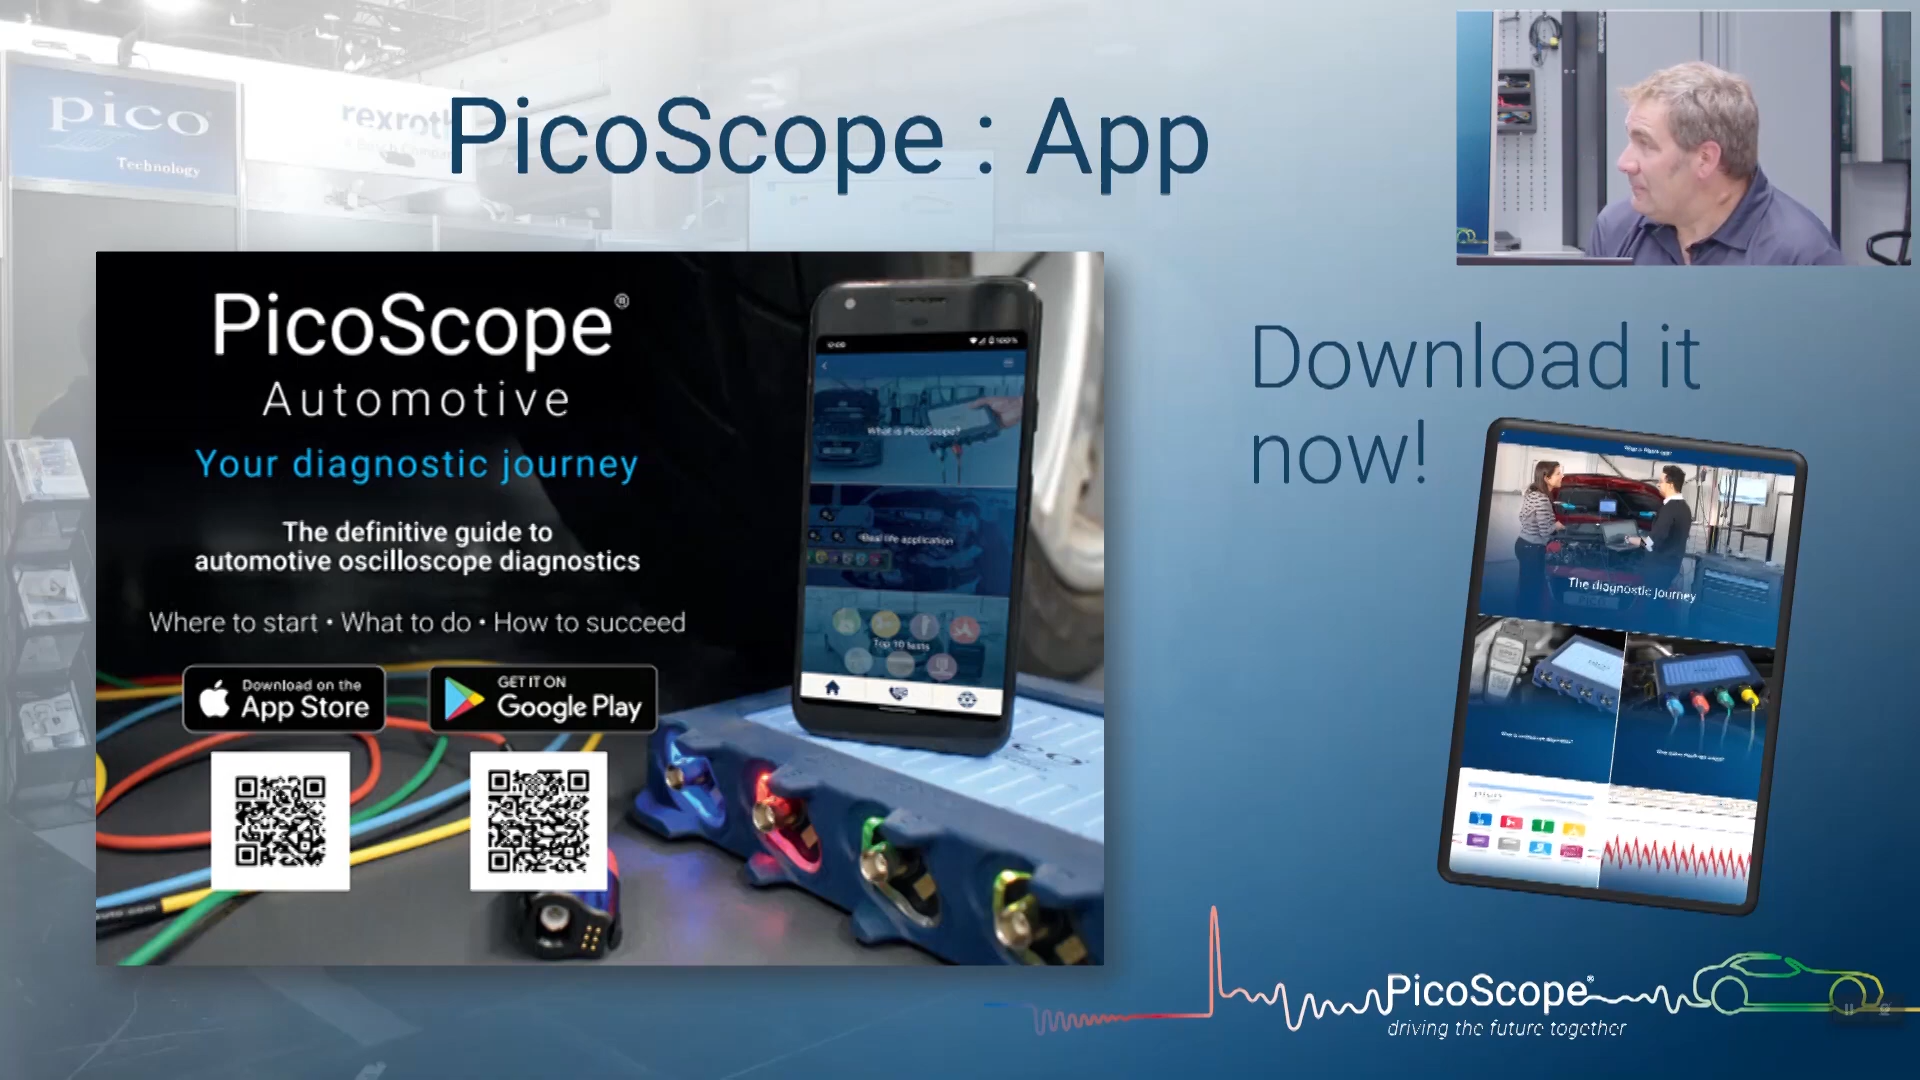 pico
Technology
rexroth
PicoScope : App
PicoScope®
Automotive
Your diagnostic journey
The definitive guide to
automotive oscilloscope diagnostics
Where to start • What to do • How to succeed
Download on the
App Store
GET IT ON
Google Play
What is PicoScope?
Real life application
Top 10 tests
Download it
now!
The diagnostic journey
pico
PicoScope®
driving the future together